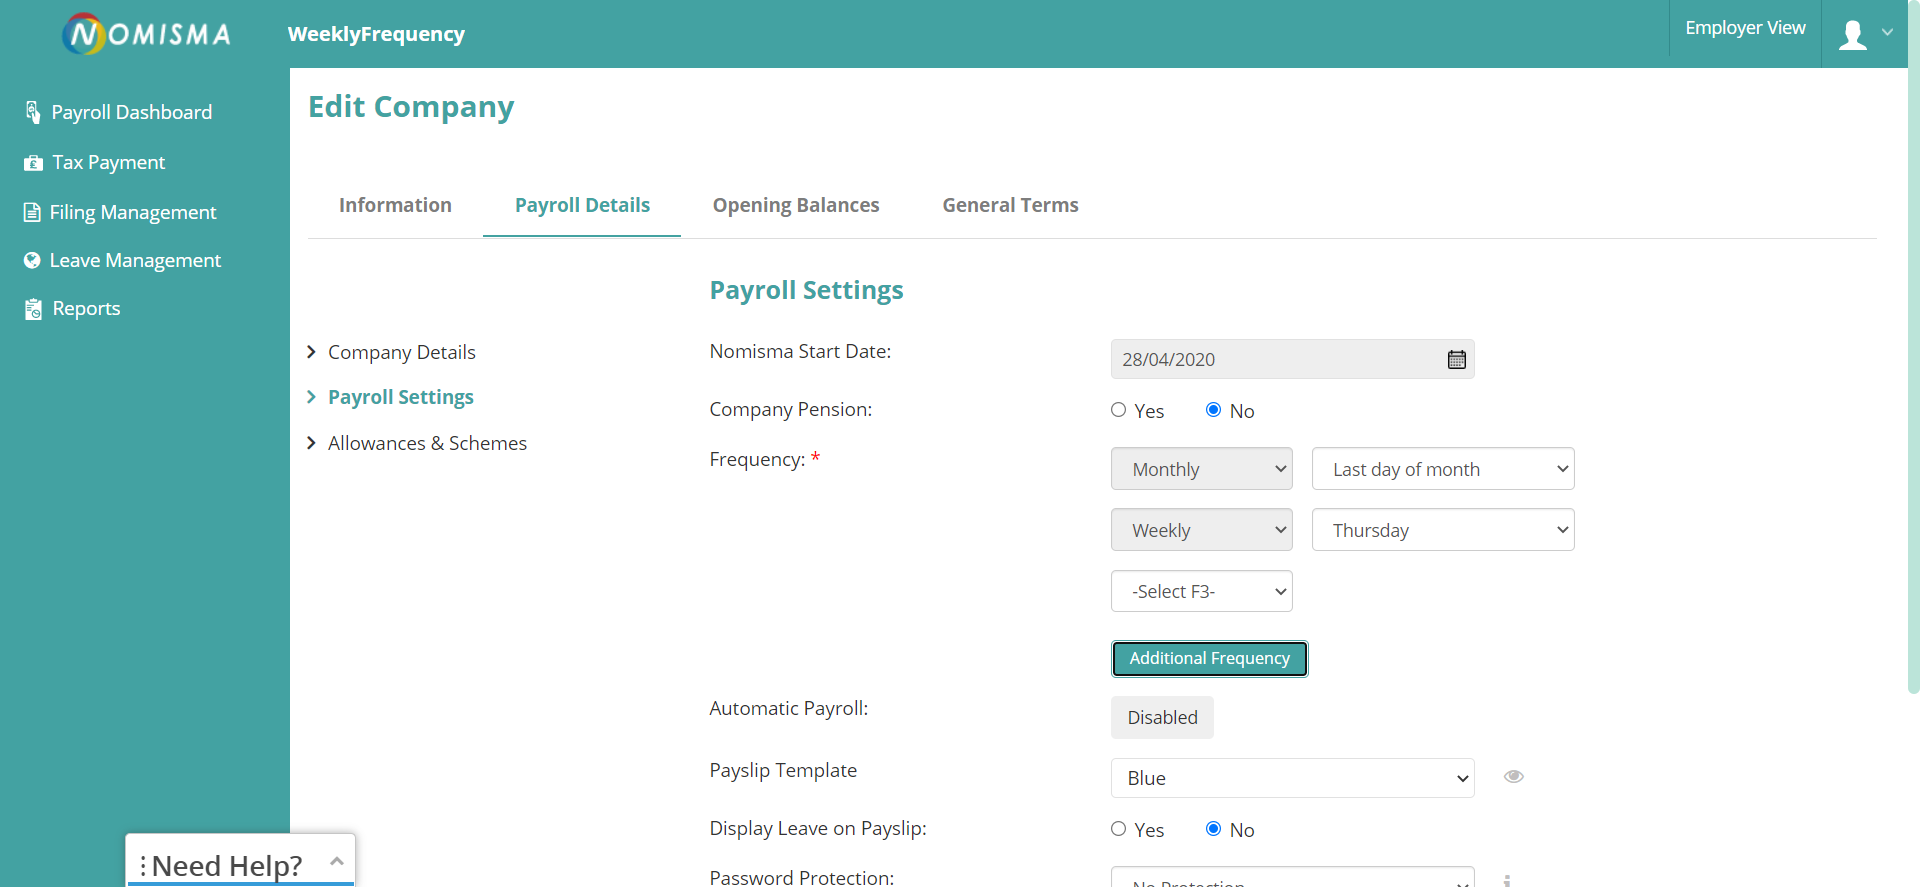 NOMISMA
WeeklyFrequency
Employer View
Payroll Dashboard
Tax Payment
Filing Management
Leave Management
Reports
Edit Company
Information
Payroll Details
Opening Balances
General Terms
Company Details
Payroll Settings
Allowances & Schemes
Payroll Settings
Nomisma Start Date:
28/04/2020
Company Pension:
Yes No
Frequency: *
Monthly Last day of month
Weekly Thursday
-Select F3-
Additional Frequency
Automatic Payroll:
Disabled
Payslip Template
Blue
Display Leave on Payslip:
Yes No
Password Protection:
No Protection
Need Help?